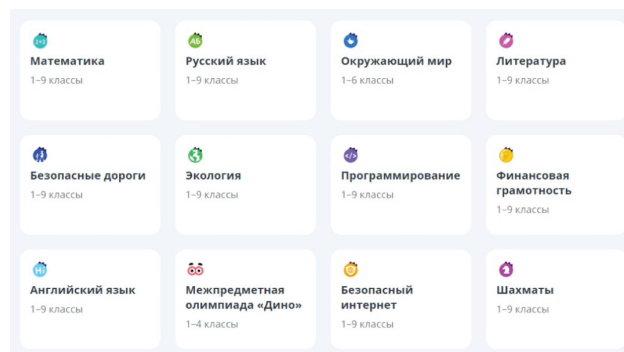 Математика
1–9 классы
Русский язык
1–9 классы
Окружающий мир
1–6 классы
Литература
1–9 классы
Безопасные дороги
1–9 классы
Экология
1–9 классы
Программирование
1–9 классы
Финансовая
грамотность
1–9 классы
Английский язык
1–9 классы
Межпредметная
олимпиада «Дино»
1–4 классы
Безопасный
интернет
1–9 классы
Шахматы
1–9 классы